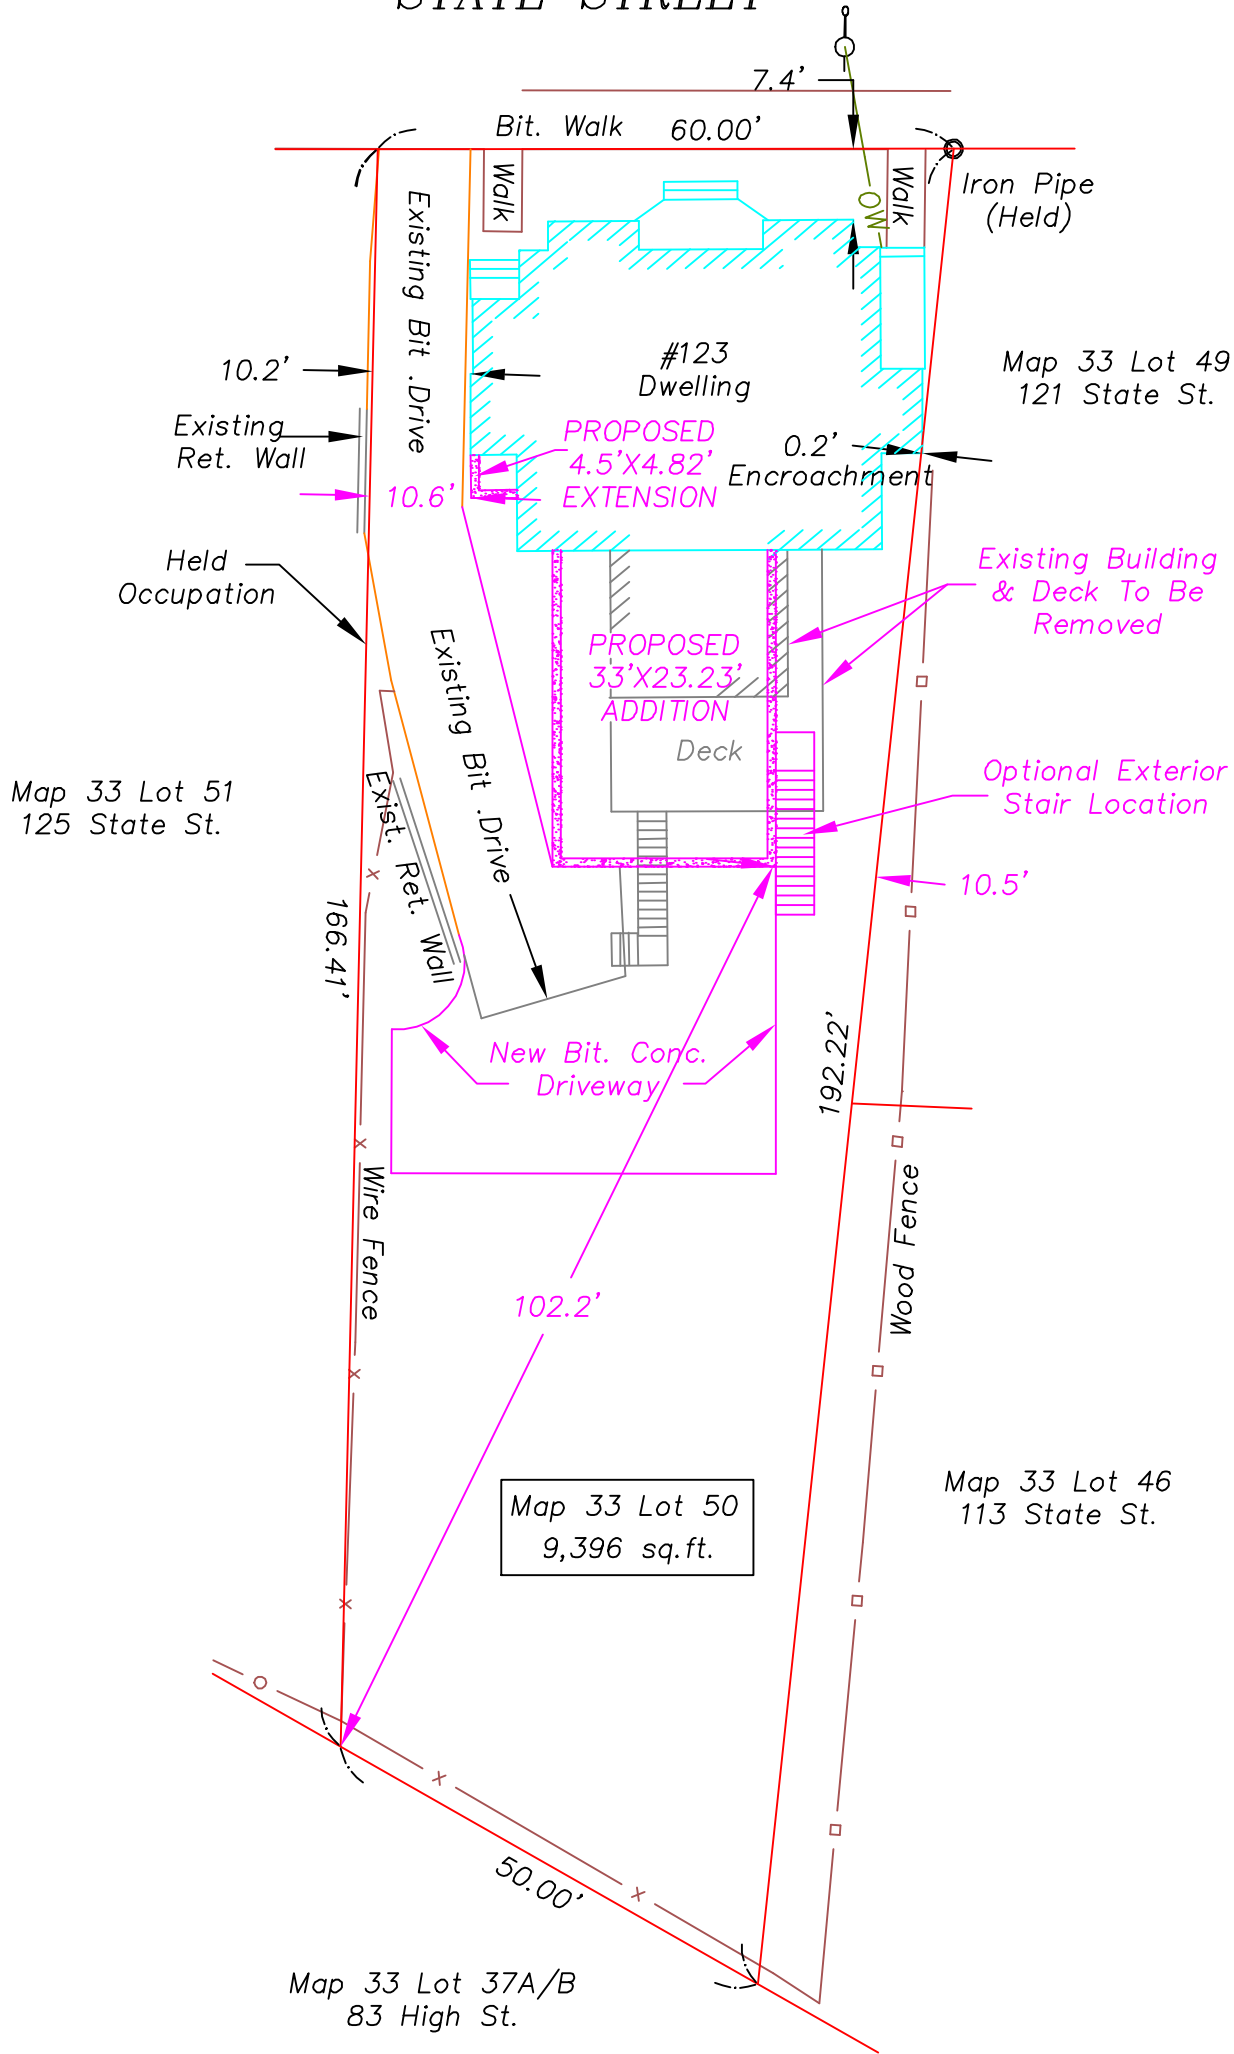 STATE STREET
7.4'
Bit. Walk 60.00'
Walk
Walk
OW
Iron Pipe
(Held)
Existing Bit .Drive
#123
Dwelling
10.2'
Map 33 Lot 49
121 State St.
Existing
Ret. Wall
PROPOSED
4.5'X4.82'
EXTENSION
0.2'
Encroachment
10.6'
Held
Occupation
Existing Building
& Deck To Be
Removed
Existing Bit .Drive
PROPOSED
33'X23.23'
ADDITION
Deck
Map 33 Lot 51
125 State St.
Exist. Ret. Wall
Optional Exterior
Stair Location
10.5'
166.41'
New Bit. Conc.
Driveway
192.22'
Wire Fence
Wood Fence
102.2'
Map 33 Lot 50
9,396 sq.ft.
Map 33 Lot 46
113 State St.
50.00'
Map 33 Lot 37A/B
83 High St.